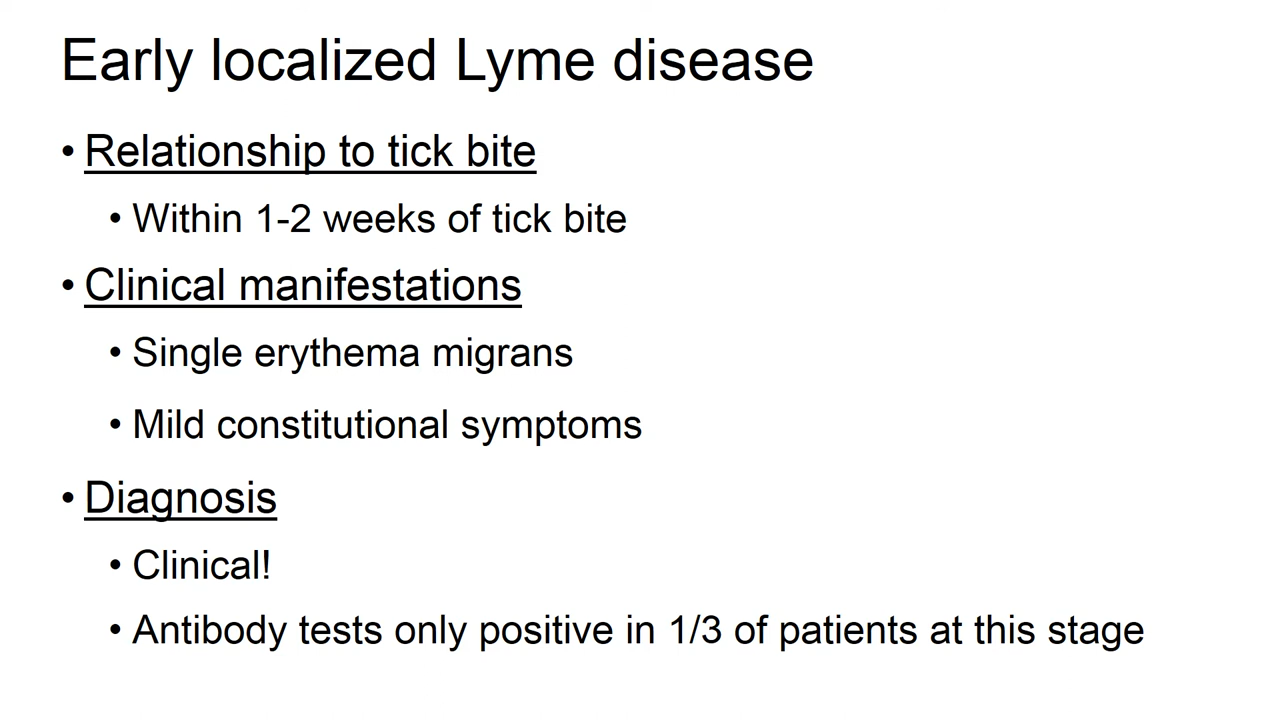 Early localized Lyme disease
• Relationship to tick bite
• Within 1-2 weeks of tick bite
• Clinical manifestations
• Single erythema migrans
• Mild constitutional symptoms
• Diagnosis
• Clinical!
• Antibody tests only positive in 1/3 of patients at this stage